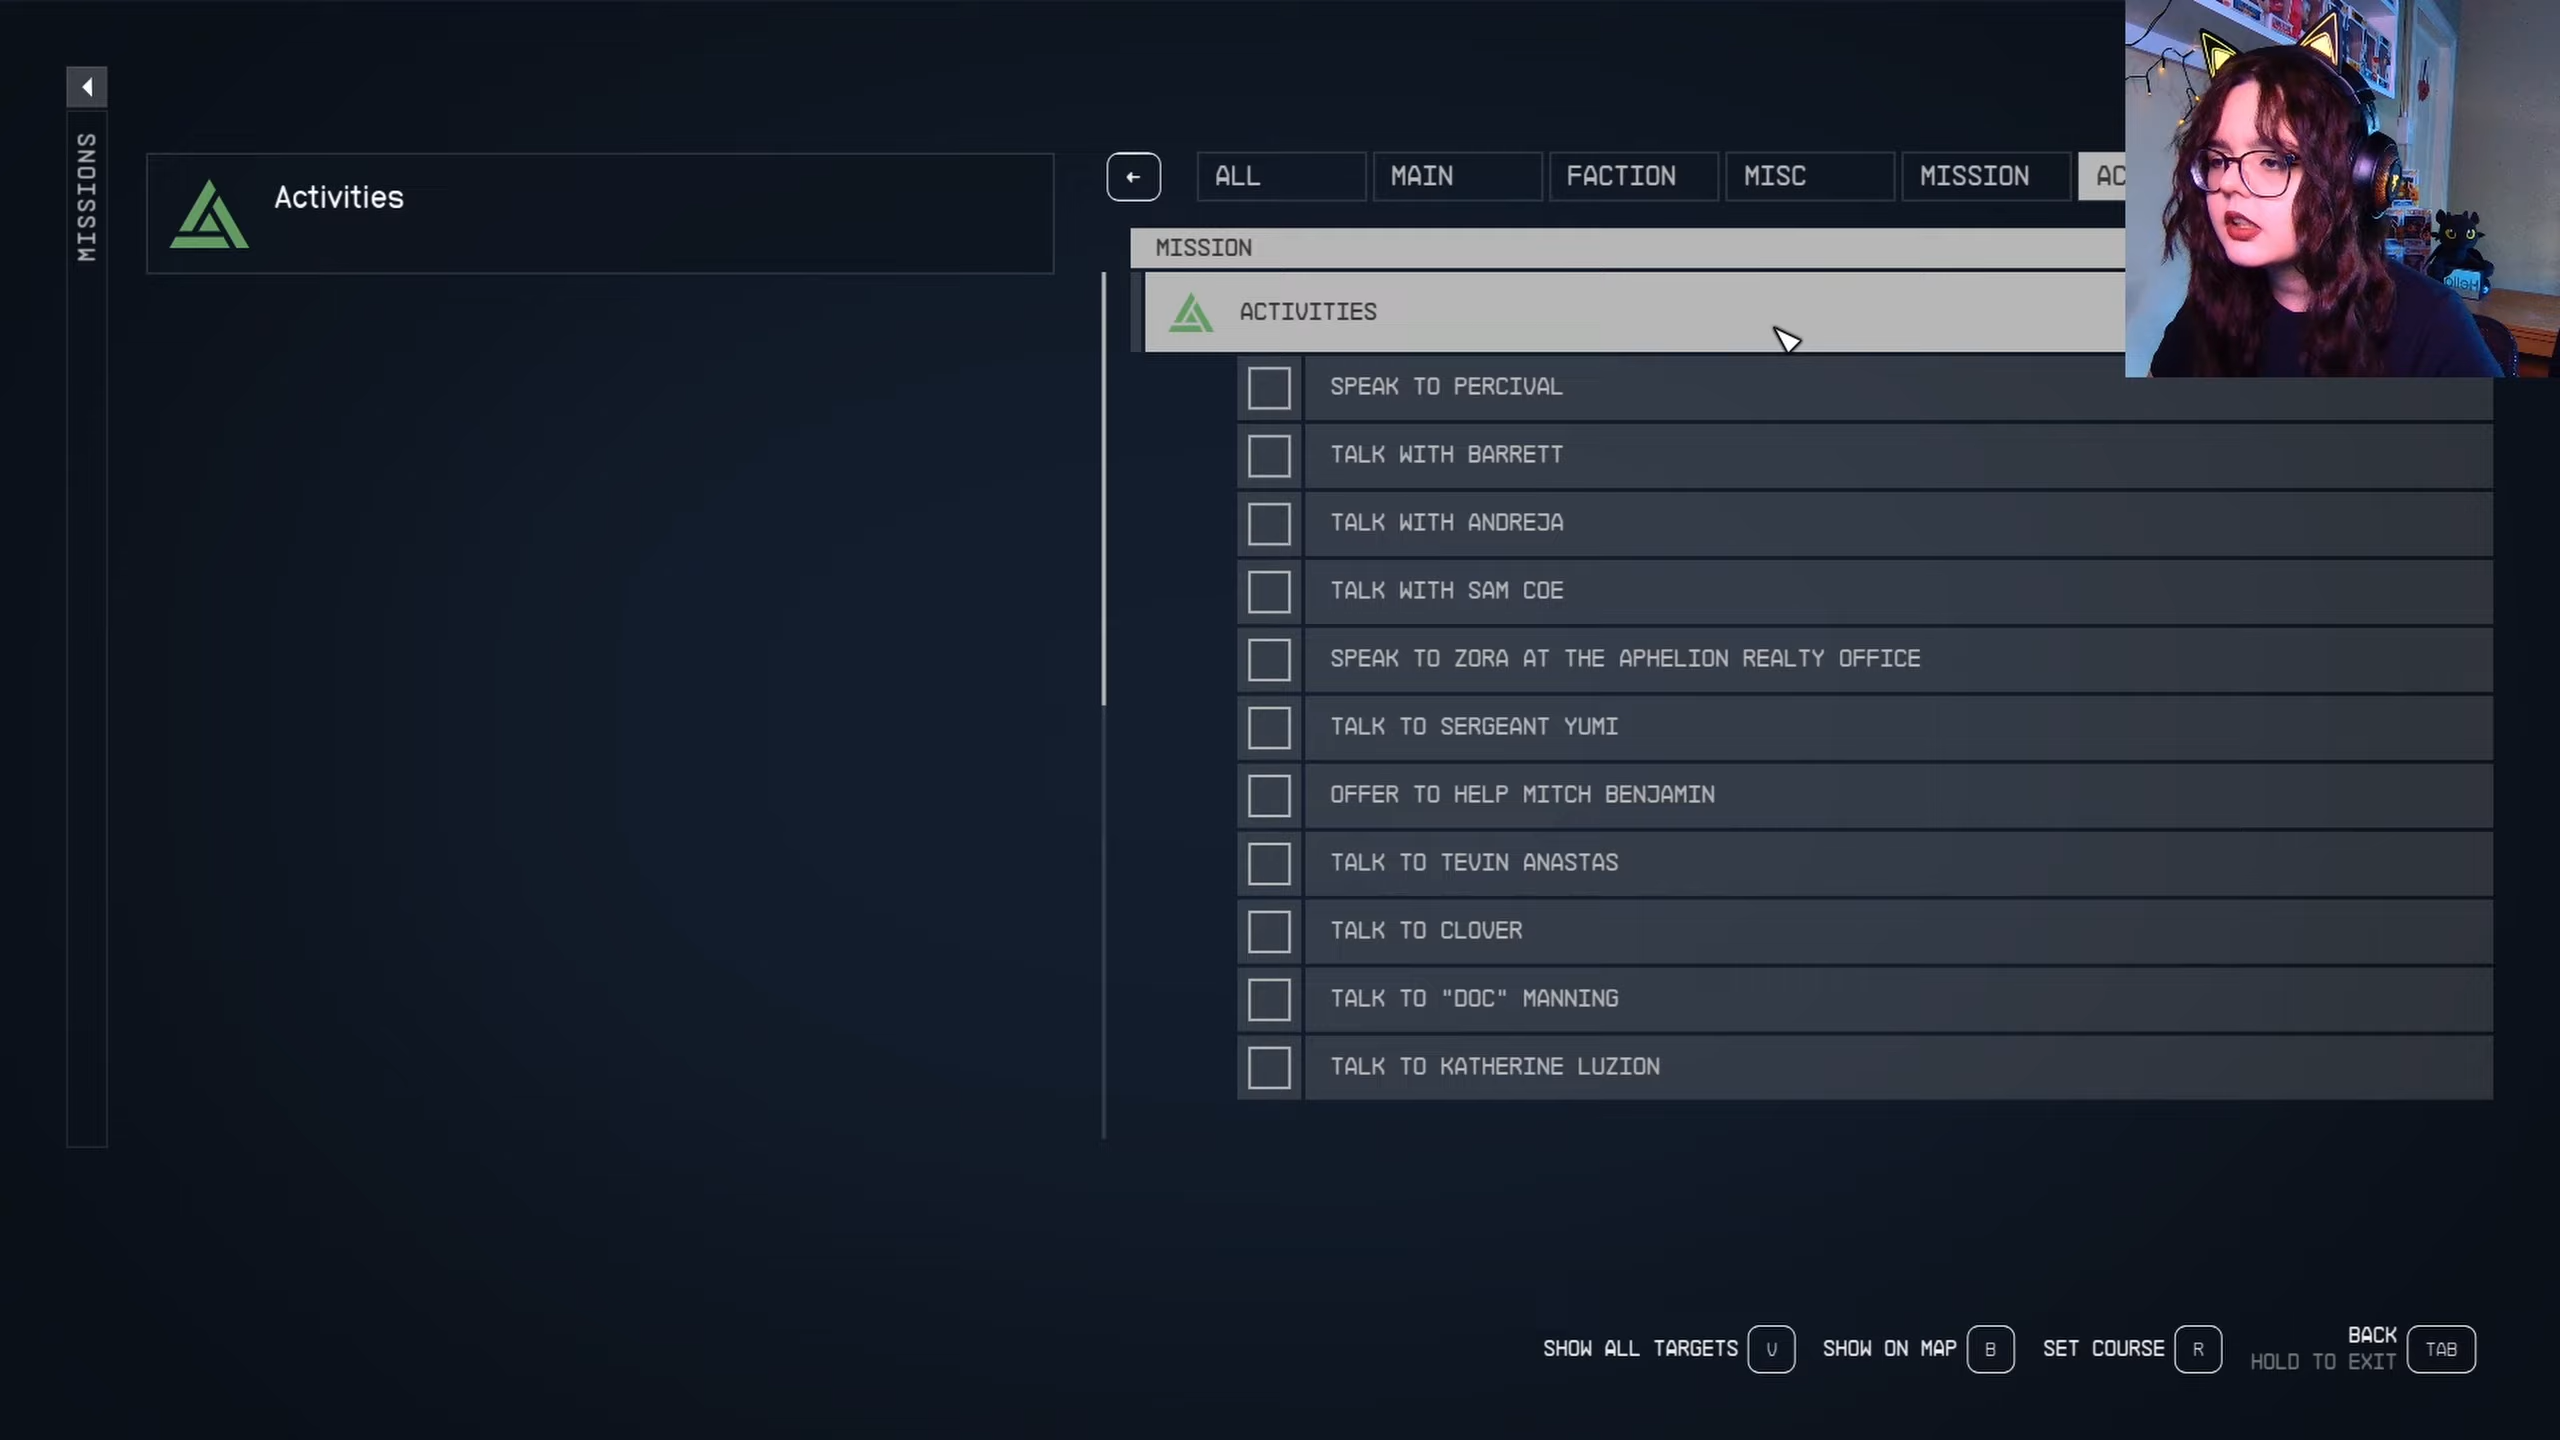 MISSIONS
Activities
ALL
MAIN
FACTION
MISC
MISSION
AC
MISSION
ACTIVITIES
SPEAK TO PERCIVAL
TALK WITH BARRETT
TALK WITH ANDREJA
TALK WITH SAM COE
SPEAK TO ZORA AT THE APHELION REALTY OFFICE
TALK TO SERGEANT YUMI
OFFER TO HELP MITCH BENJAMIN
TALK TO TEVIN ANASTAS
TALK TO CLOVER
TALK TO "DOC" MANNING
TALK TO KATHERINE LUZION
SHOW ALL TARGETS V
SHOW ON MAP B
SET COURSE R
BACK
HOLD TO EXIT
TAB